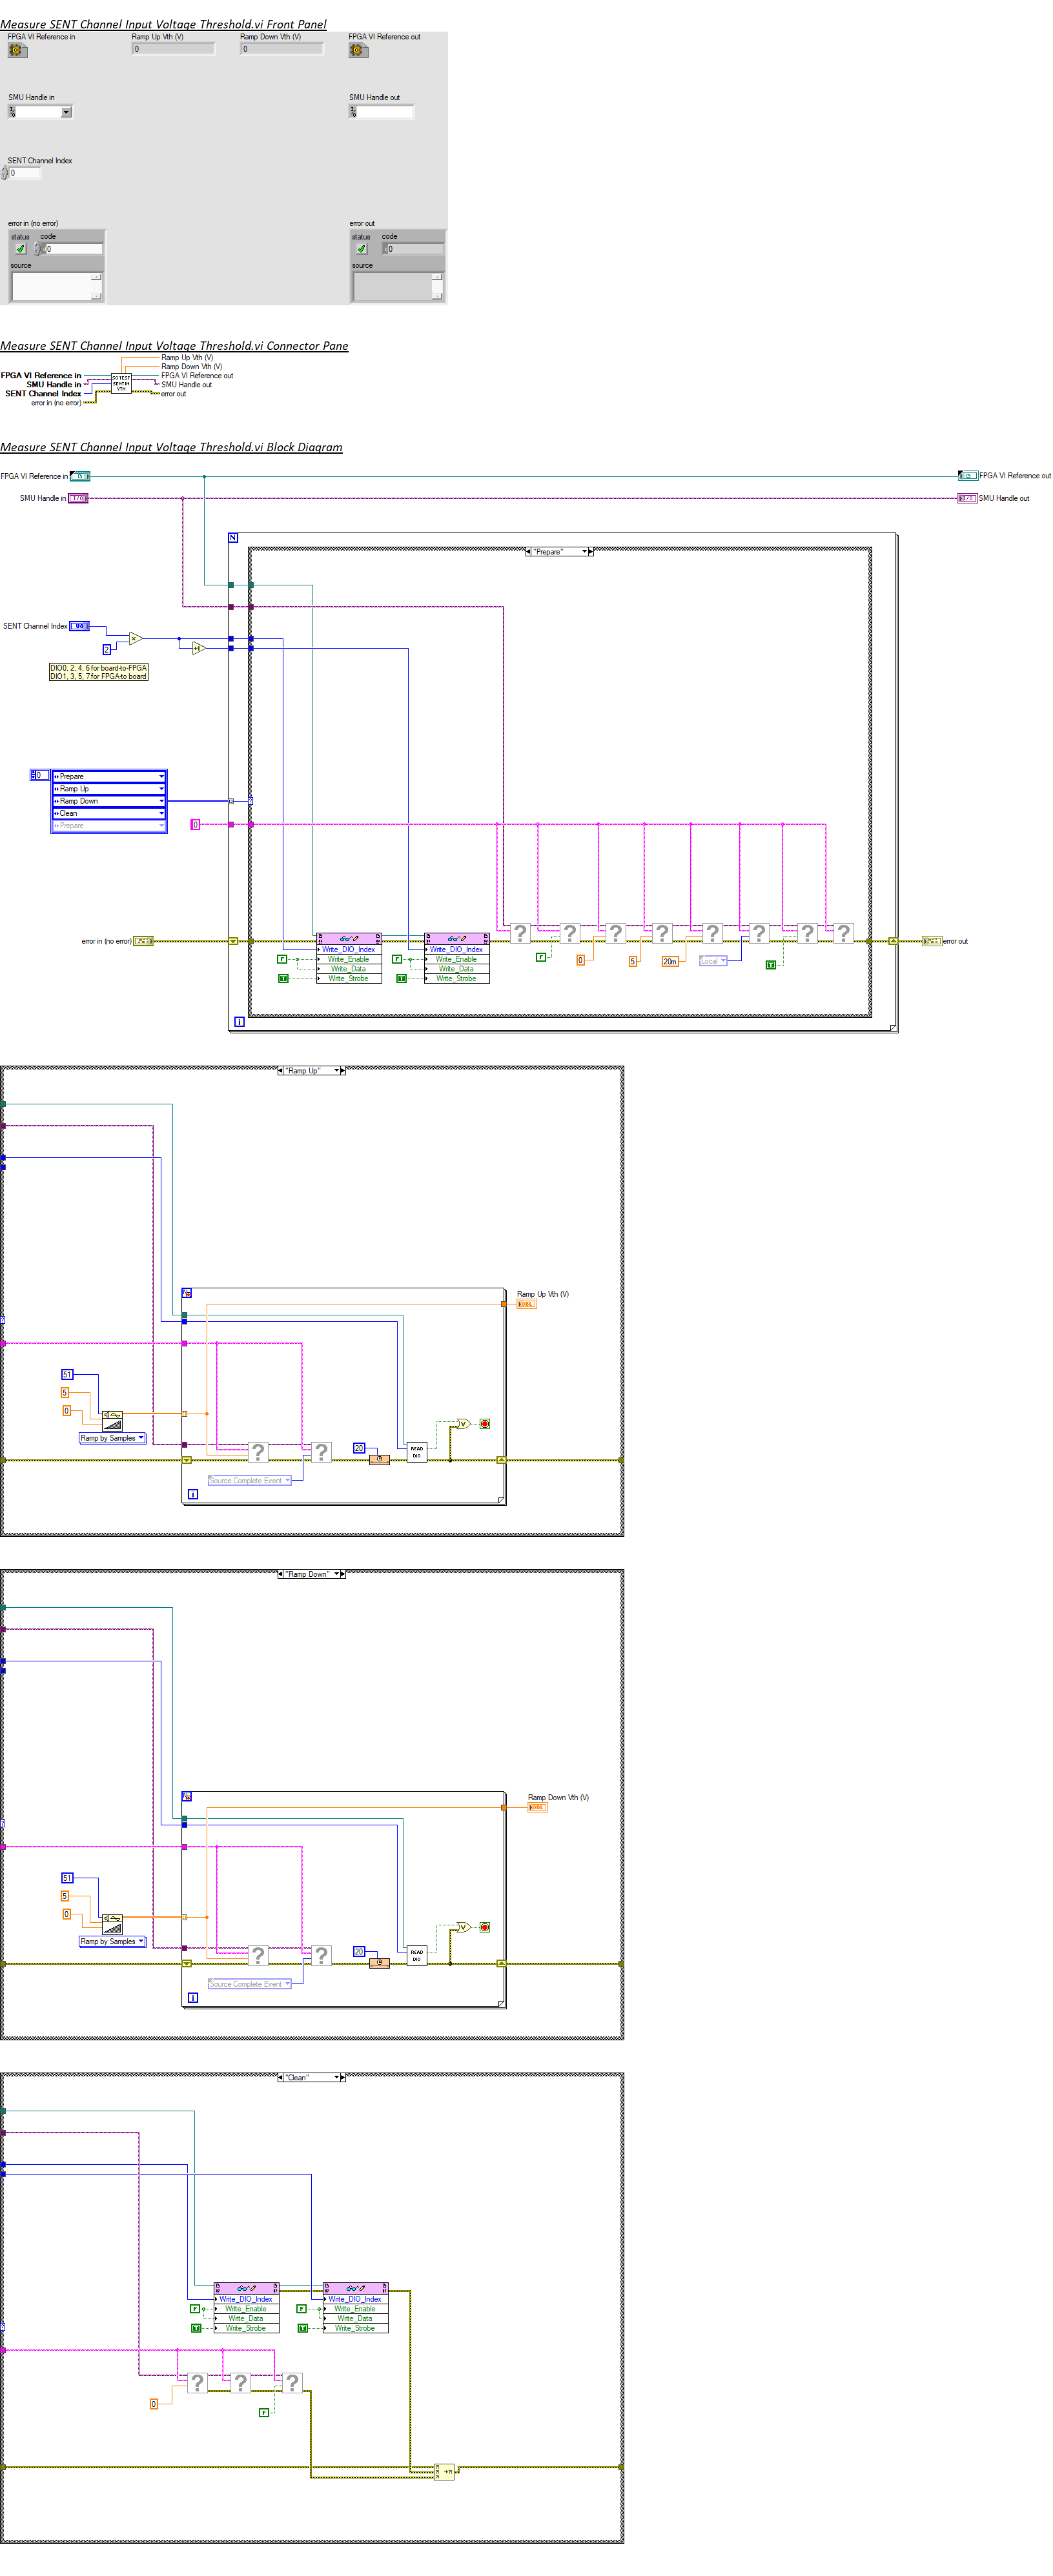 Measure SENT Channel Input Voltage Threshold.vi Front Panel
FPGA VI Reference in
Ramp Up Vth (V)
Ramp Down Vth (V)
FPGA VI Reference out
0
0
SMU Handle in
SMU Handle out
SENT Channel Index
0
error in (no error)
error out
status
code
status
code
0
0
source
source
Measure SENT Channel Input Voltage Threshold.vi Connector Pane
Ramp Up Vth (V)
Ramp Down Vth (V)
FPGA VI Reference in
FPGA VI Reference out
SMU Handle in
SMU Handle out
SENT Channel Index
error out
error in (no error)
SENT IN
VTH
Measure SENT Channel Input Voltage Threshold.vi Block Diagram
FPGA VI Reference in
FPGA VI Reference out
SMU Handle in
I/O
I/O
SMU Handle out
N
"Prepare"
SENT Channel Index
U8
2
DIO0, 2, 4, 6 for board-to-FPGA
DIO1, 3, 5, 7 for FPGA-to board
0
Prepare
Ramp Up
Ramp Down
Clean
Prepare
0
error in (no error)
error out
Write_DIO_Index
Write_DIO_Index
F
Write_Enable
F
Write_Enable
Write_Data
Write_Data
T
Write_Strobe
T
Write_Strobe
? ? ? ? ? ? ? ?
F
0
5
20m
Local
T
i
"Ramp Up"
N
Ramp Up Vth (V)
DBL
51
5
0
Ramp by Samples
? ?
20
READ
DIO
V
Source Complete Event
i
"Ramp Down"
N
Ramp Down Vth (V)
DBL
51
5
0
Ramp by Samples
? ?
20
READ
DIO
V
Source Complete Event
i
"Clean"
Write_DIO_Index
Write_DIO_Index
F
Write_Enable
F
Write_Enable
Write_Data
Write_Data
T
Write_Strobe
T
Write_Strobe
? ? ?
0
F